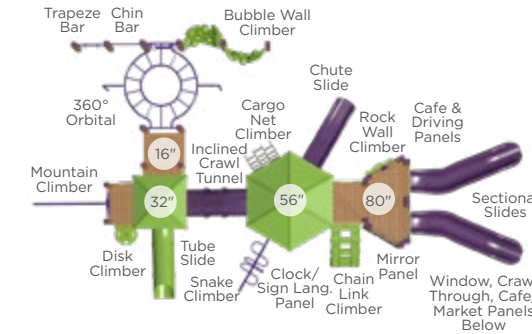 Trapeze
Bar
Chin
Bar
Bubble Wall
Climber
Chute
Slide
360°
Orbital
Cargo
Net
Climber
Rock
Wall
Climber
Cafe &
Driving
Panels
16"
Inclined
Crawl
Tunnel
Mountain
Climber
32"
56"
80"
Sectiona
Slides
Disk
Climber
Tube
Slide
Snake
Climber
Clock/
Sign Lang.
Panel
Chain
Link
Climber
Mirror
Panel
Window, Craw
Through, Cafe,
Market Panels
Below